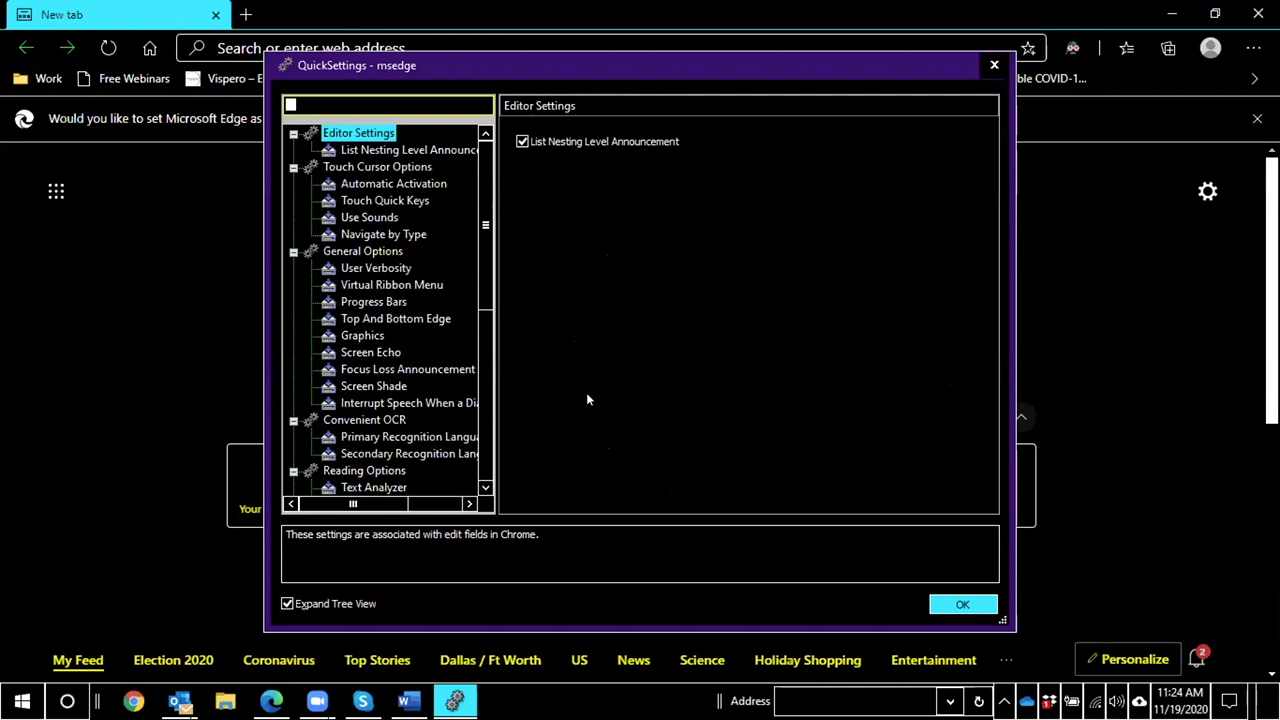 New tab
Search or enter web address
Work
Free Webinars
Vispero – E
ble COVID-1...
Would you like to set Microsoft Edge as
QuickSettings - msedge
Editor Settings
List Nesting Level Announc
Touch Cursor Options
Automatic Activation
Touch Quick Keys
Use Sounds
Navigate by Type
General Options
User Verbosity
Virtual Ribbon Menu
Progress Bars
Top And Bottom Edge
Graphics
Screen Echo
Focus Loss Announcement
Screen Shade
Interrupt Speech When a Di
Convenient OCR
Primary Recognition Langu
Secondary Recognition Lan
Reading Options
Text Analyzer
Editor Settings
List Nesting Level Announcement
These settings are associated with edit fields in Chrome.
Expand Tree View
OK
Your
My Feed
Election 2020
Coronavirus
Top Stories
Dallas / Ft Worth
US
News
Science
Holiday Shopping
Entertainment
...
Personalize
2
Address
11:24 AM
11/19/2020